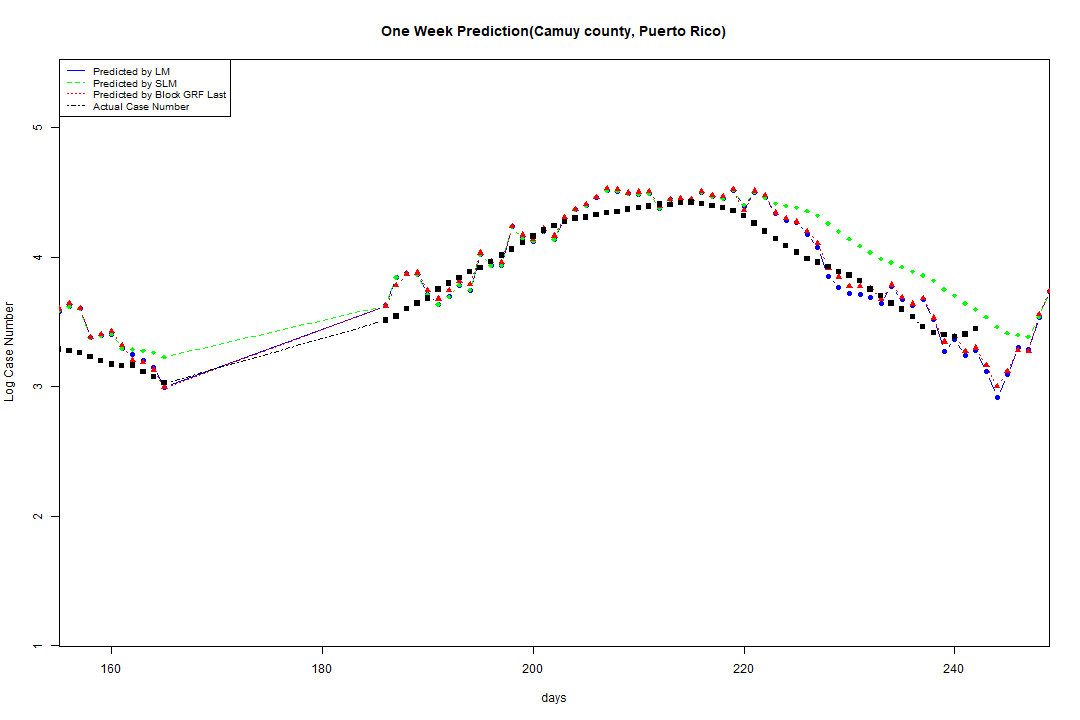 One Week Prediction(Camuy county, Puerto Rico)
Predicted by LM
Predicted by SLM
Predicted by Block GRF Last
Actual Case Number
5
4
3
2
1
Log Case Number
160 180 200 220 240
days